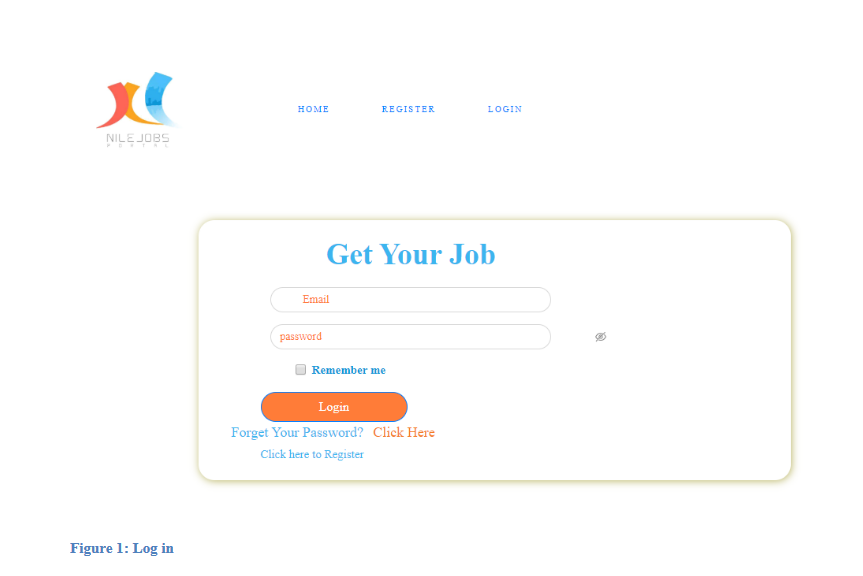 HOME REGISTER LOGIN
NILE JOBS
PORTAL
Get Your Job
Email
password
Remember me
Login
Forget Your Password? Click Here
Click here to Register
Figure 1: Log in